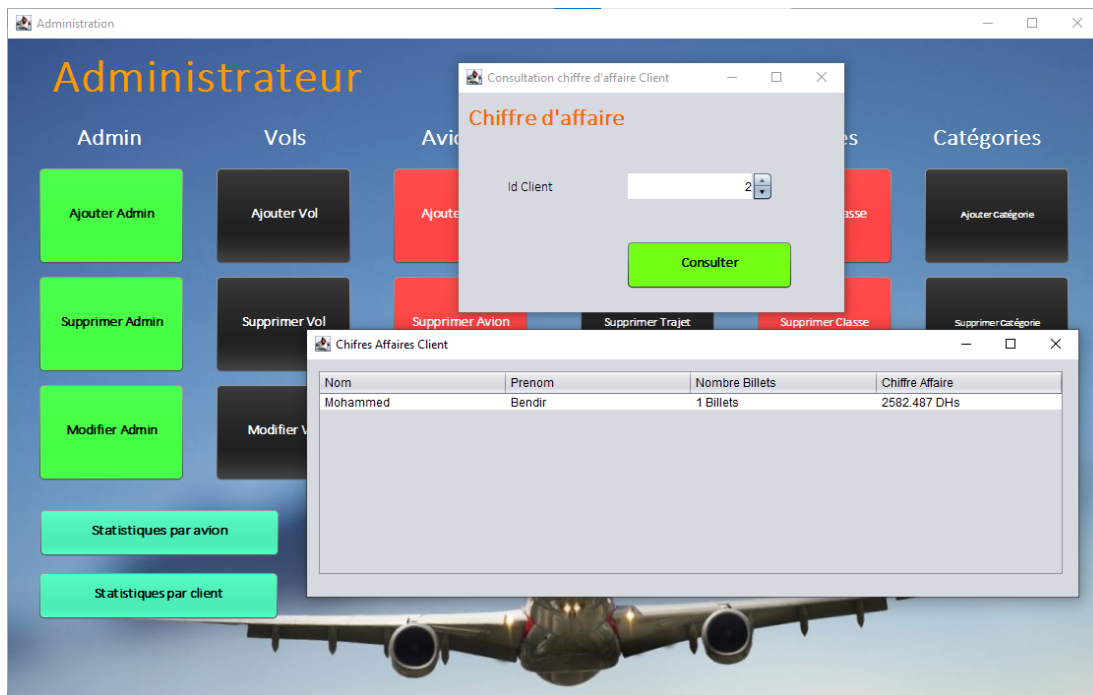 Administration
Administrateur
Consultation chiffre d'affaire Client
Chiffre d'affaire
Id Client
2
Consulter
Admin
Vols
Catégories
Ajouter Admin
Ajouter Vol
Ajouter Catégorie
Supprimer Admin
Supprimer Vol
Supprimer Avion
Supprimer Trajet
Supprimer Classe
Supprimer Catégorie
Modifier Admin
Modifier
Chifres Affaires Client
Nom Prenom Nombre Billets Chiffre Affaire
Mohammed Bendir 1 Billets 2582.487 DHs
Statistiques par avion
Statistiques par client